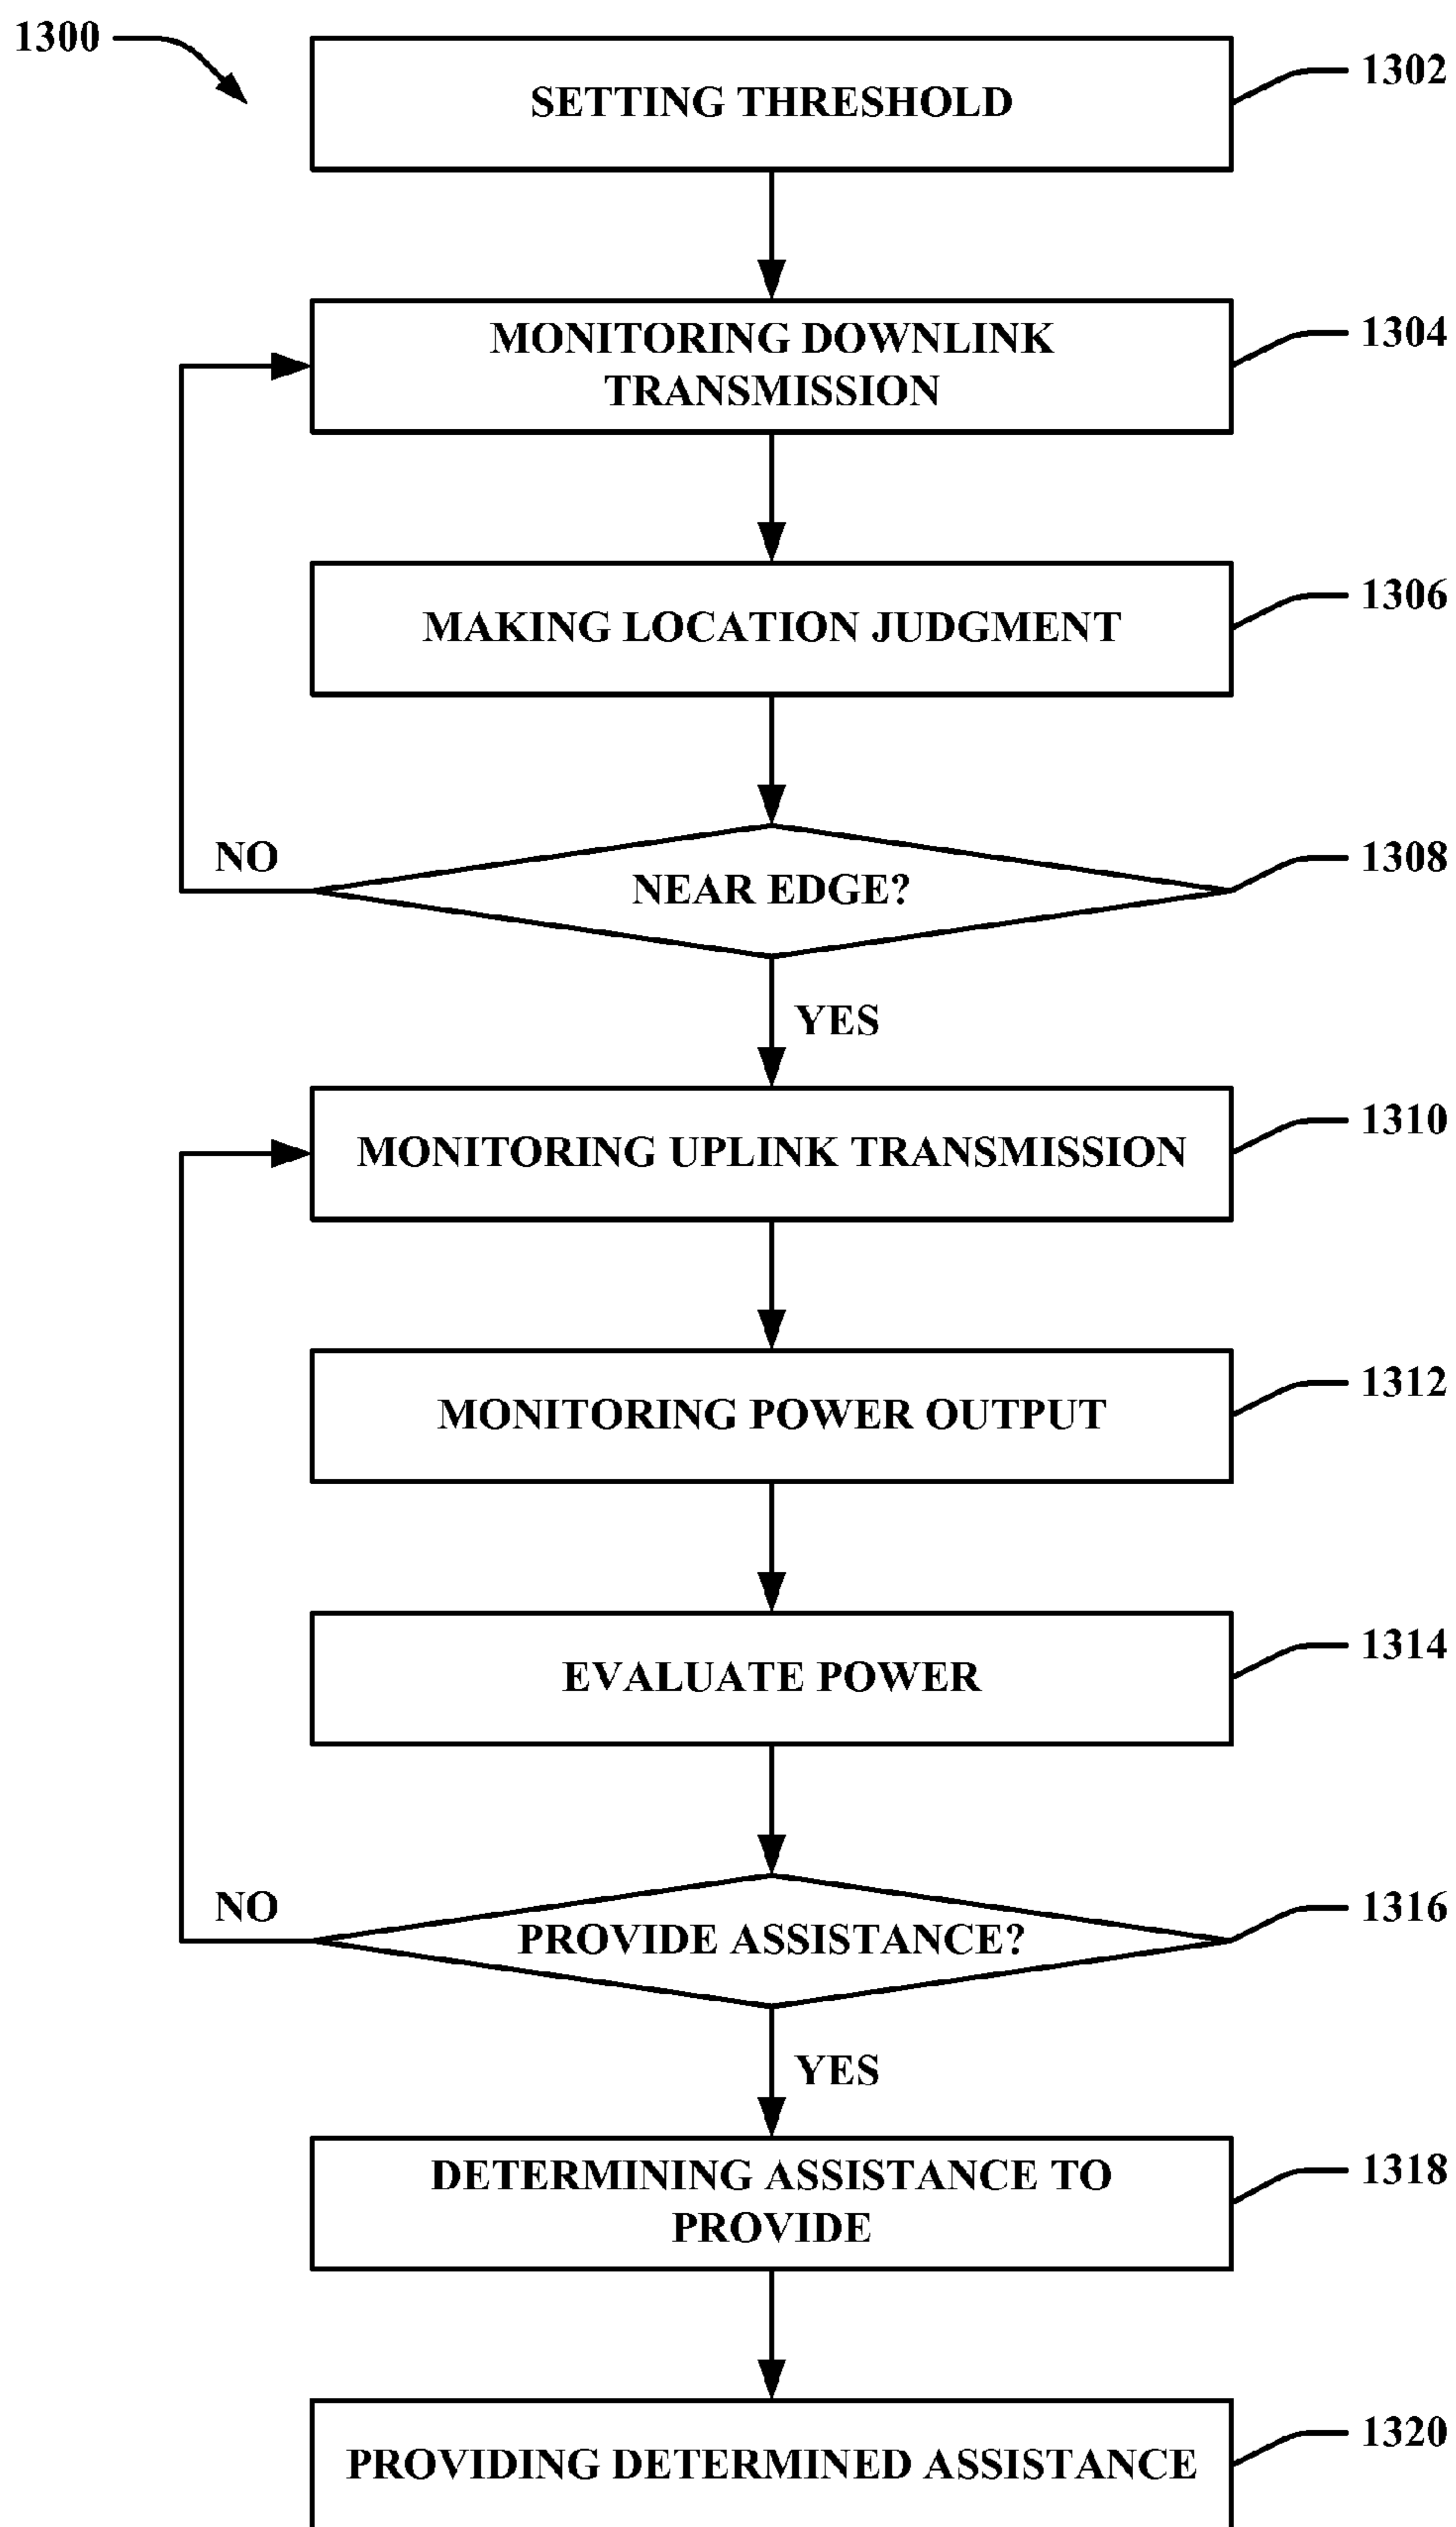 1300
SETTING THRESHOLD
1302
MONITORING DOWNLINK
TRANSMISSION
1304
MAKING LOCATION JUDGMENT
1306
NO
NEAR EDGE?
1308
YES
MONITORING UPLINK TRANSMISSION
1310
MONITORING POWER OUTPUT
1312
EVALUATE POWER
1314
NO
PROVIDE ASSISTANCE?
1316
YES
DETERMINING ASSISTANCE TO
PROVIDE
1318
PROVIDING DETERMINED ASSISTANCE
1320